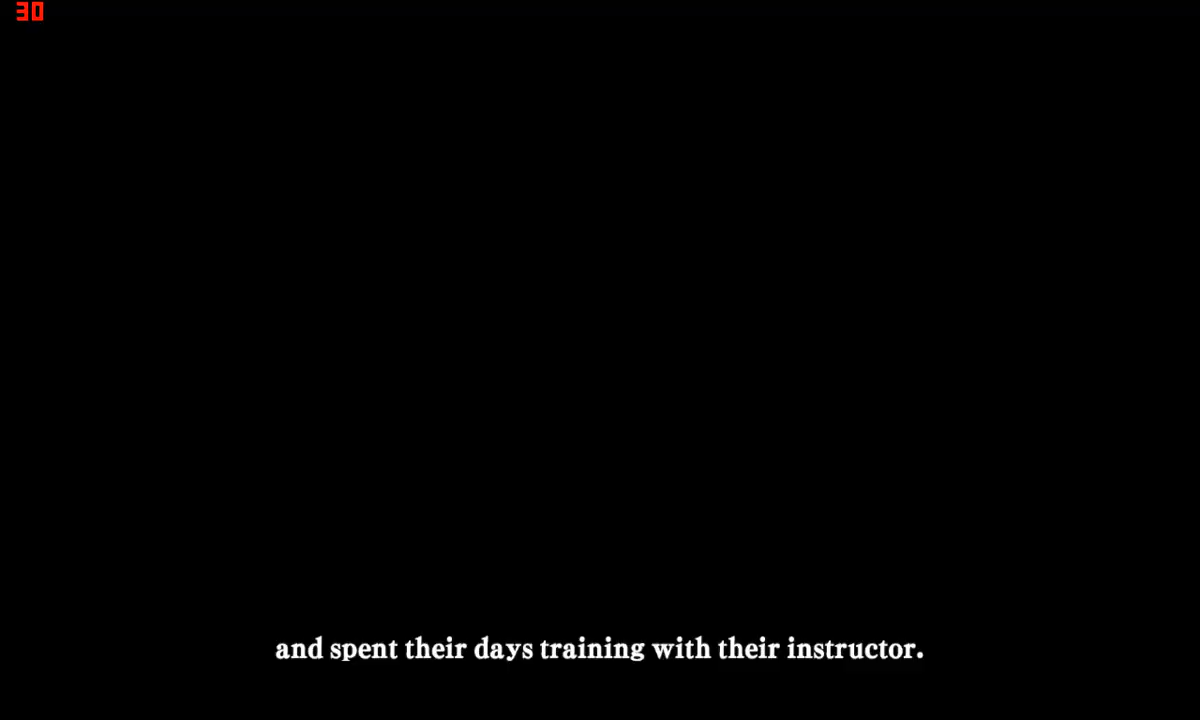 30
and spent their days training with their instructor.